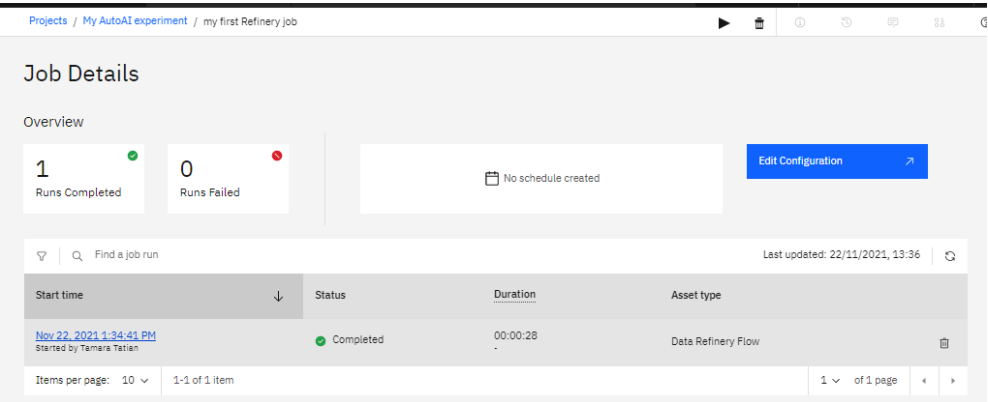 Projects / My AutoAI experiment / my first Refinery job
Job Details
Overview
1
Runs Completed
0
Runs Failed
No schedule created
Edit Configuration
Find a job run
Last updated: 22/11/2021, 13:36
Start time Status Duration Asset type
Nov 22, 2021 1:34:41 PM Completed 00:00:28 Data Refinery Flow
Started by Tamara Tatian -
Items per page: 10 1-1 of 1 item 1 of 1 page